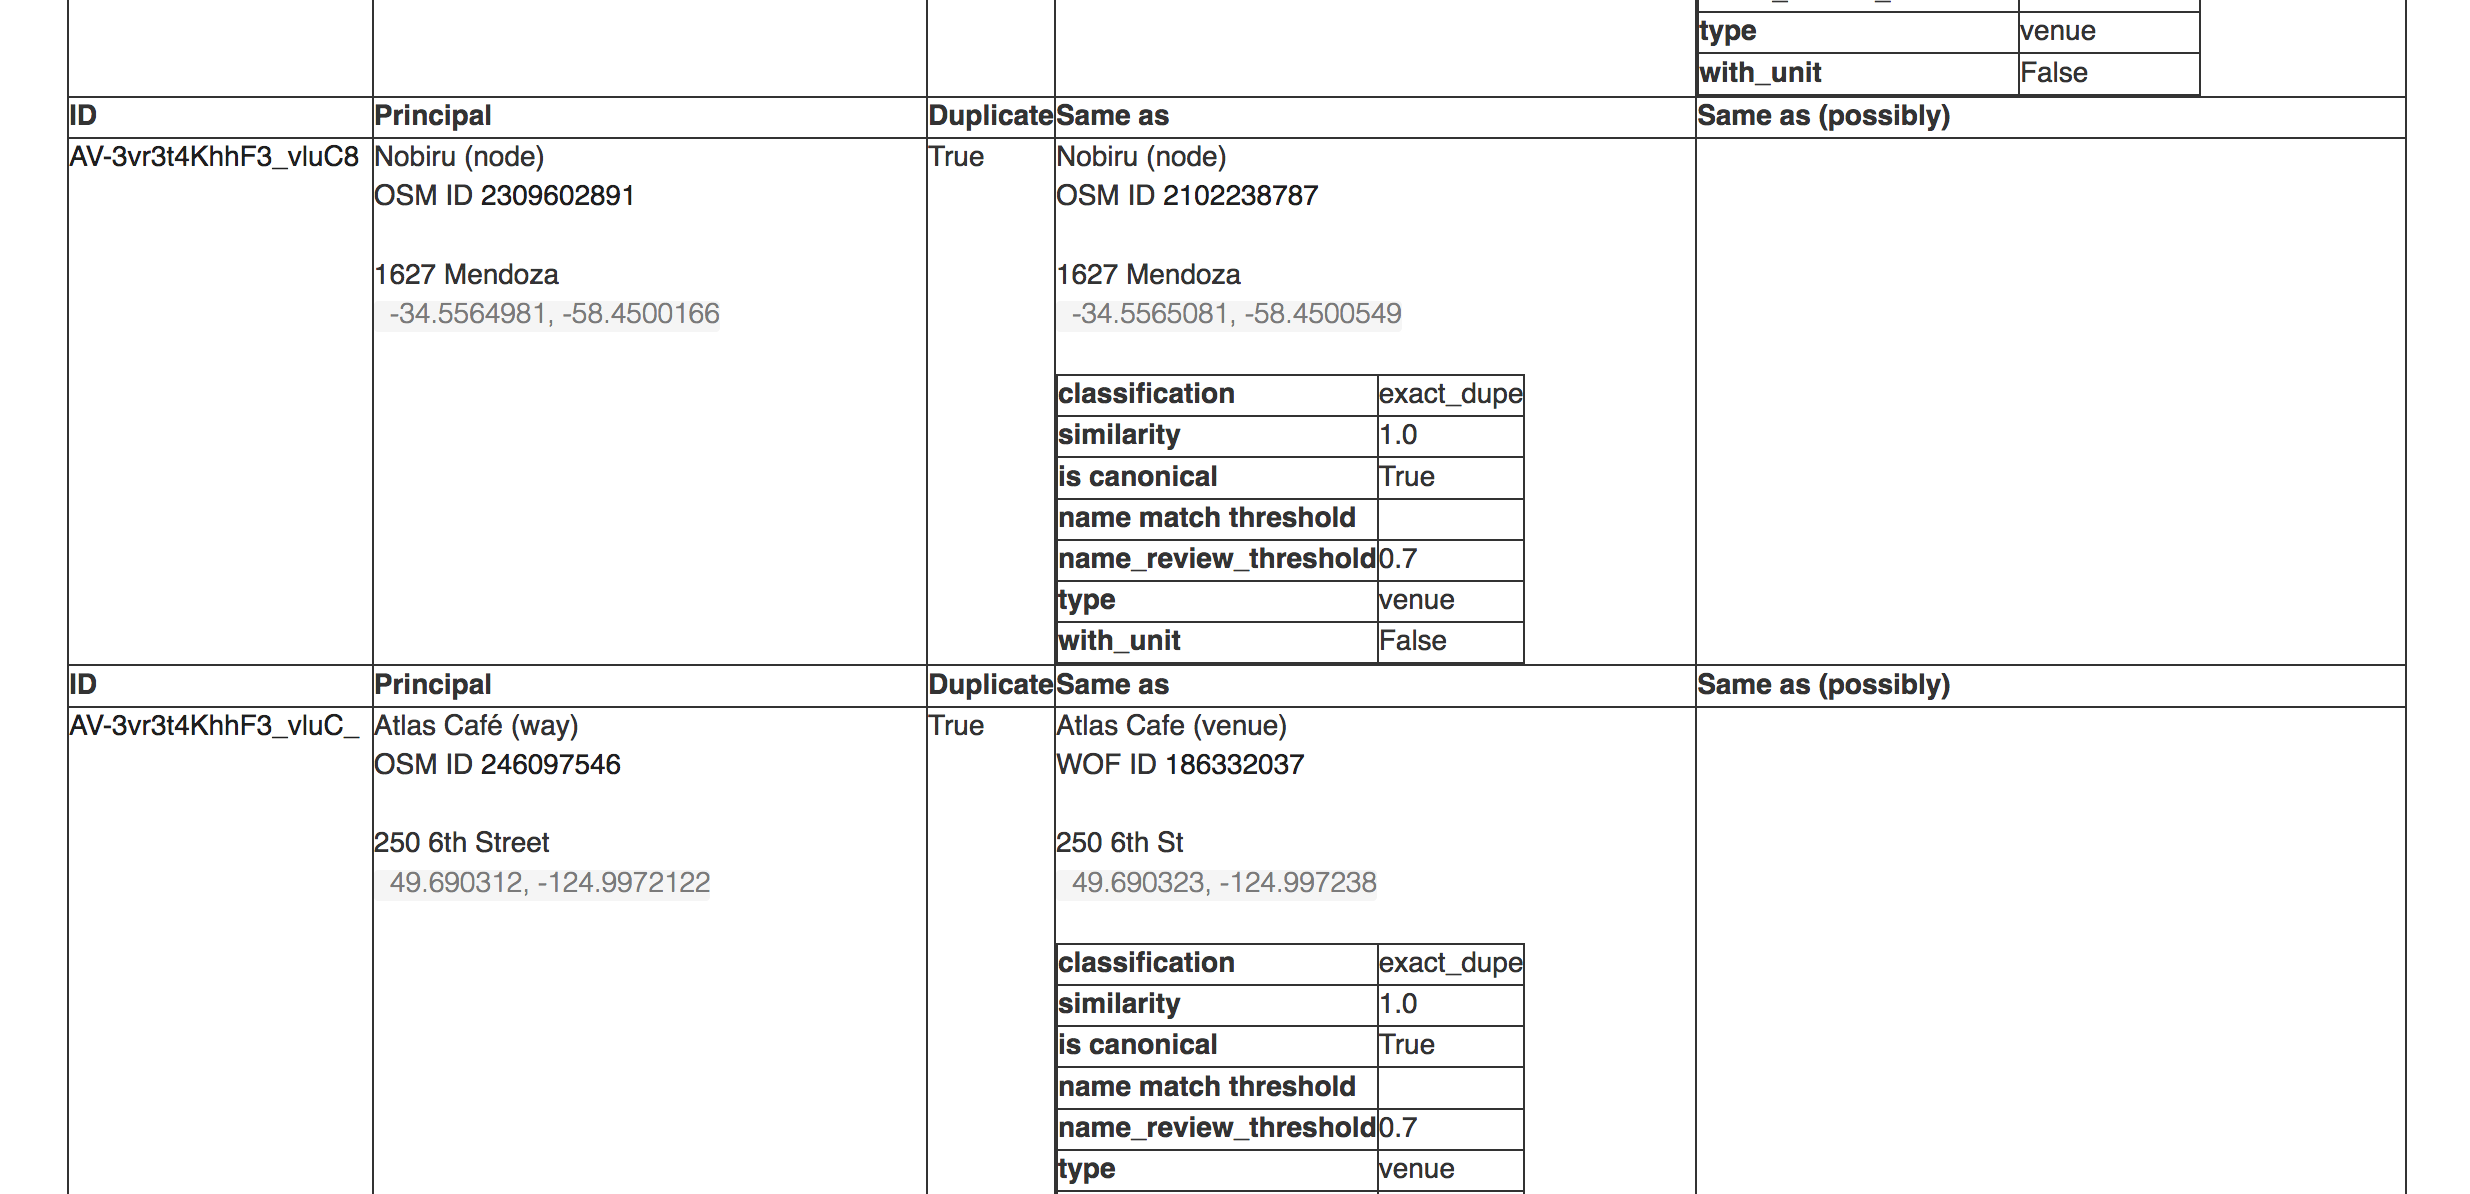 type venue
with_unit False
ID Principal Duplicate Same as Same as (possibly)
AV-3vr3t4KhhF3_vluC8 Nobiru (node) True Nobiru (node)
OSM ID 2309602891 OSM ID 2102238787
1627 Mendoza 1627 Mendoza
-34.5564981, -58.4500166 -34.5565081, -58.4500549
classification exact_dupe
similarity 1.0
is canonical True
name match threshold
name_review_threshold 0.7
type venue
with_unit False
ID Principal Duplicate Same as Same as (possibly)
AV-3vr3t4KhhF3_vluC_ Atlas Café (way) True Atlas Cafe (venue)
OSM ID 246097546 WOF ID 186332037
250 6th Street 250 6th St
49.690312, -124.9972122 49.690323, -124.997238
classification exact_dupe
similarity 1.0
is canonical True
name match threshold
name_review_threshold 0.7
type venue